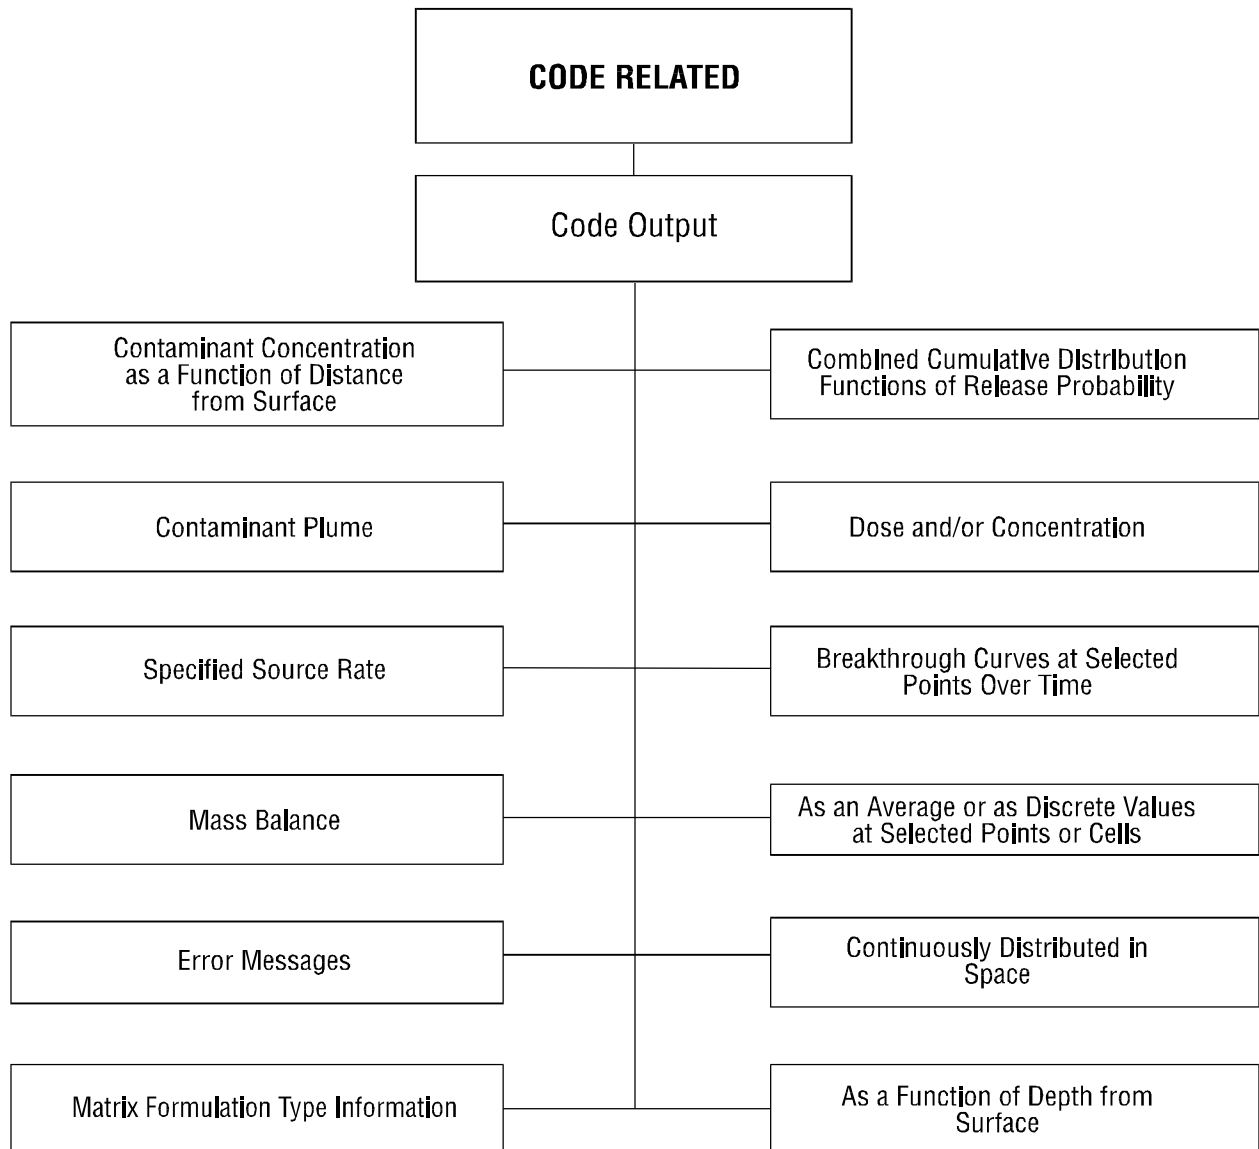 CODE RELATED
Code Output
Contaminant Concentration
as a Function of Distance
from Surface
Combined Cumulative Distribution
Functions of Release Probability
Contaminant Plume
Dose and/or Concentration
Specified Source Rate
Breakthrough Curves at Selected
Points Over Time
Mass Balance
As an Average or as Discrete Values
at Selected Points or Cells
Error Messages
Continuously Distributed in
Space
Matrix Formulation Type Information
As a Function of Depth from
Surface